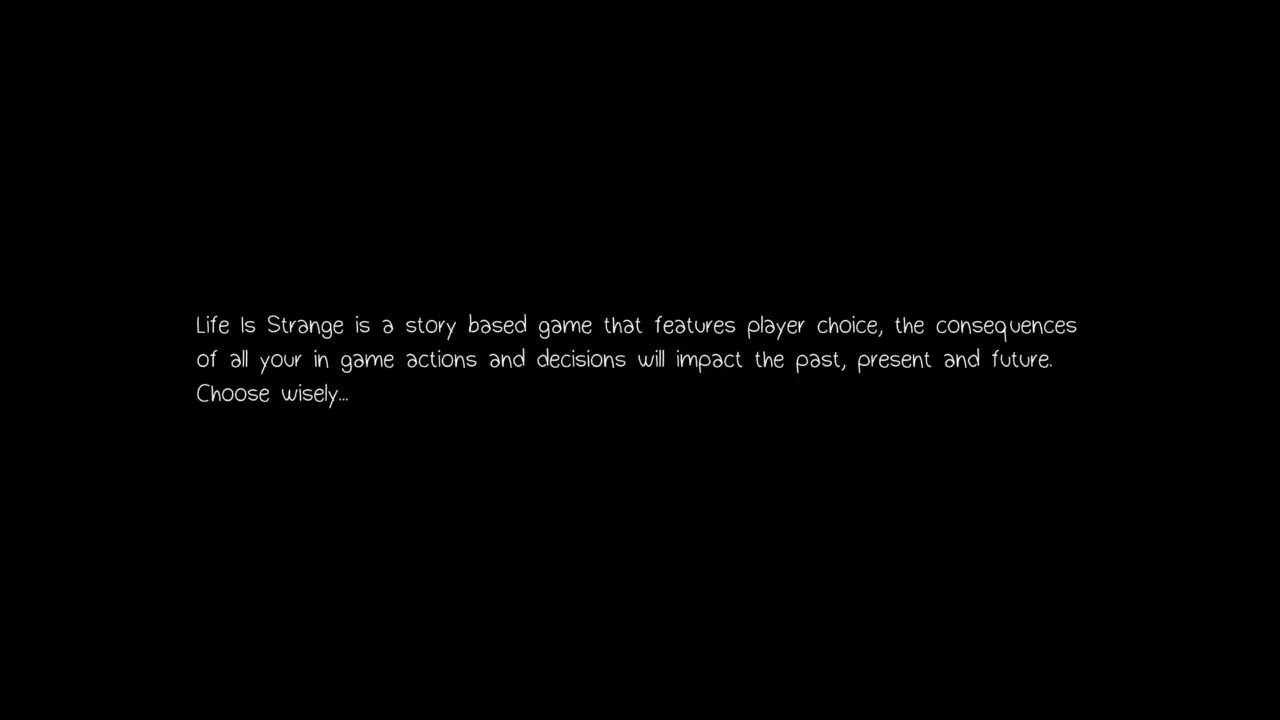 Life Is Strange is a story based game that features player choice, the consequences
of all your in game actions and decisions will impact the past, present and future.
Choose wisely...